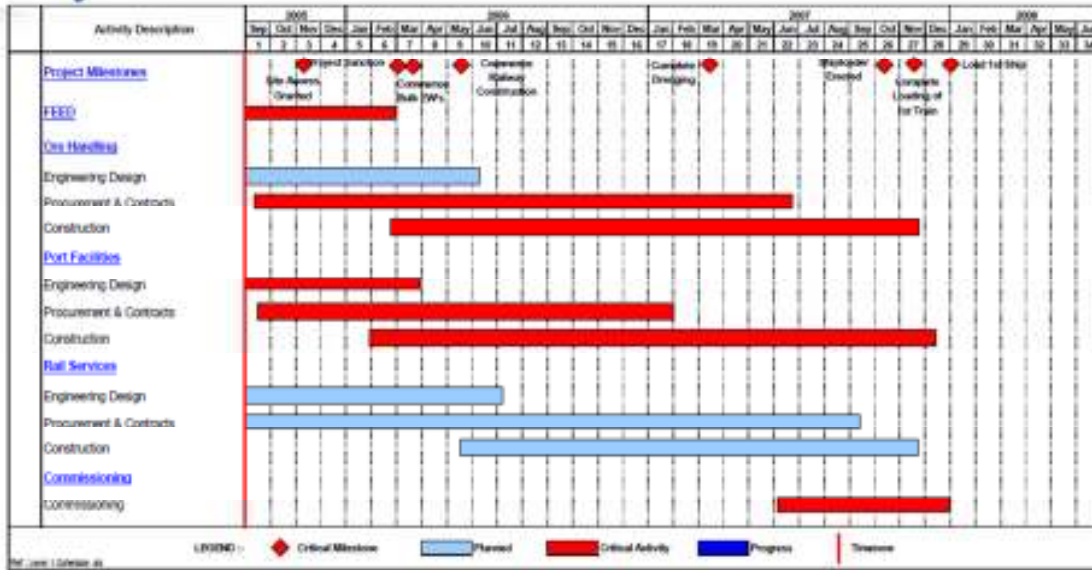 2005 2006 2007 2008
Activity Description Sep Oct Nov Dec Jan Feb Mar Apr May Jun Jul Aug Sep Oct Nov Dec Jan Feb Mar Apr May Jun Jul Aug Sep Oct Nov Dec Jan Feb Mar Apr May
1 2 3 4 5 6 7 8 9 10 11 12 13 14 15 16 17 18 19 20 21 22 23 24 25 26 27 28 29 30 31 32 33
Project Milestones
Site Access Granted
Project Sanction
Commence Bulk EW's
Commence Railway Construction
Complete Dredging
Shiploader Erected
Complete Loading of 1st Train
Load 1st Ship
FEED
Ore Handling
Engineering Design
Procurement & Contracts
Construction
Port Facilities
Engineering Design
Procurement & Contracts
Construction
Rail Services
Engineering Design
Procurement & Contracts
Construction
Commissioning
Commissioning
LEGEND :- Critical Milestone Planned Critical Activity Progress Timenow